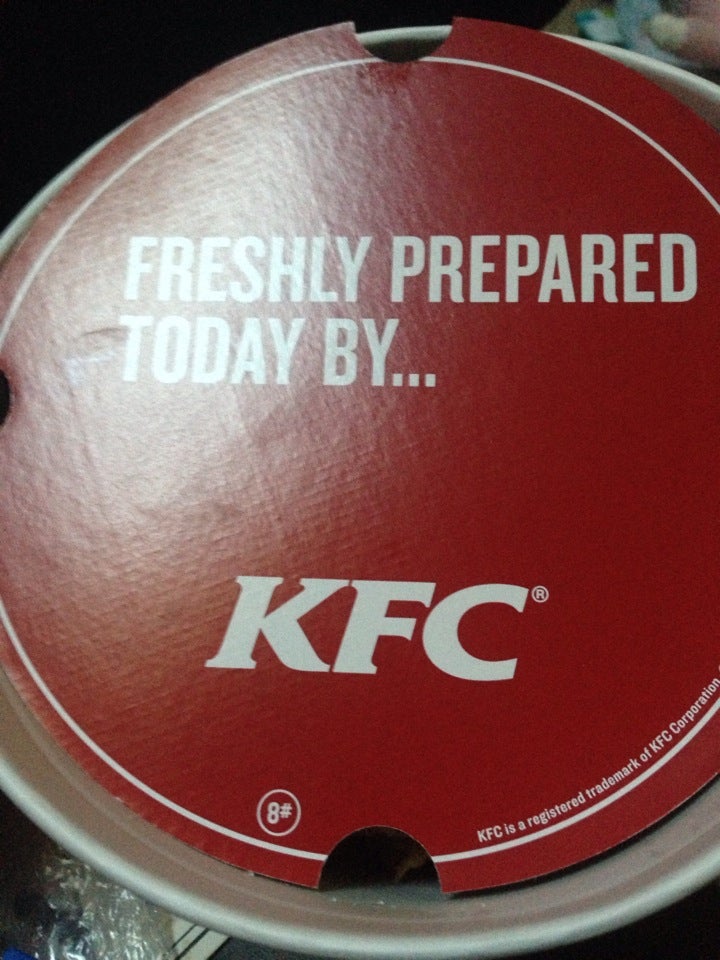 FRESHLY PREPARED
TODAY BY...
KFC®
8#
KFC is a registered trademark of KFC Corporation